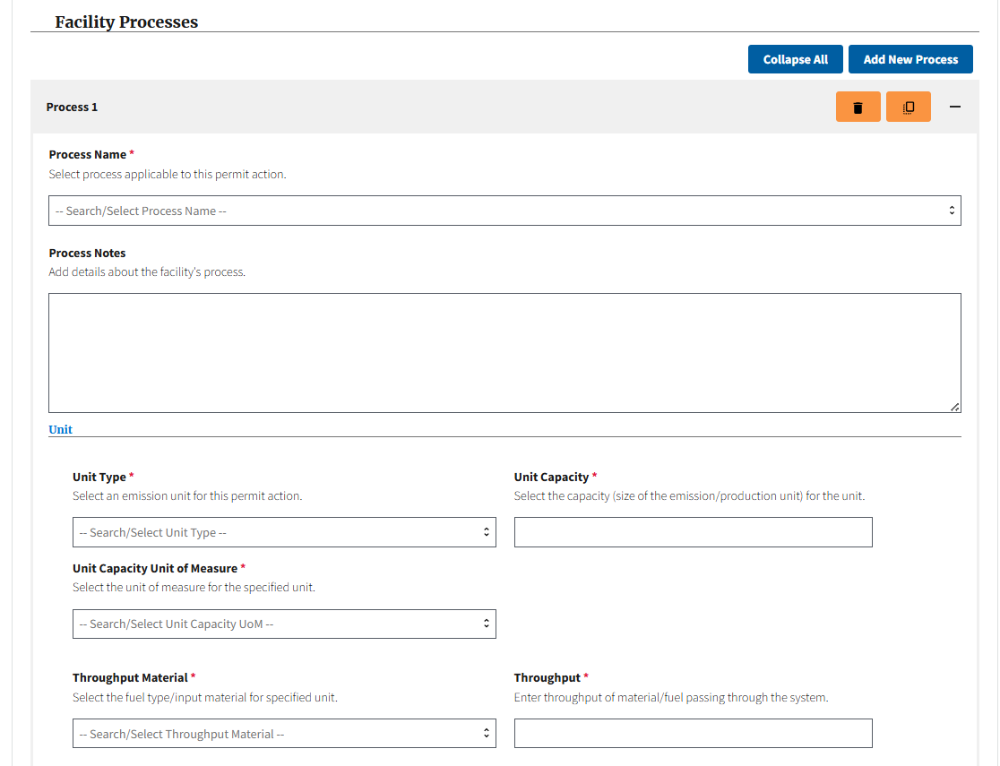 Facility Processes
Collapse All
Add New Process
Process 1
Process Name *
Select process applicable to this permit action.
-- Search/Select Process Name --
Process Notes
Add details about the facility's process.
Unit
Unit Type *
Unit Capacity *
Select an emission unit for this permit action.
Select the capacity (size of the emission/production unit) for the unit.
-- Search/Select Unit Type --
Unit Capacity Unit of Measure *
Select the unit of measure for the specified unit.
-- Search/Select Unit Capacity UoM --
Throughput Material *
Throughput *
Select the fuel type/input material for specified unit.
Enter throughput of material/fuel passing through the system.
-- Search/Select Throughput Material --